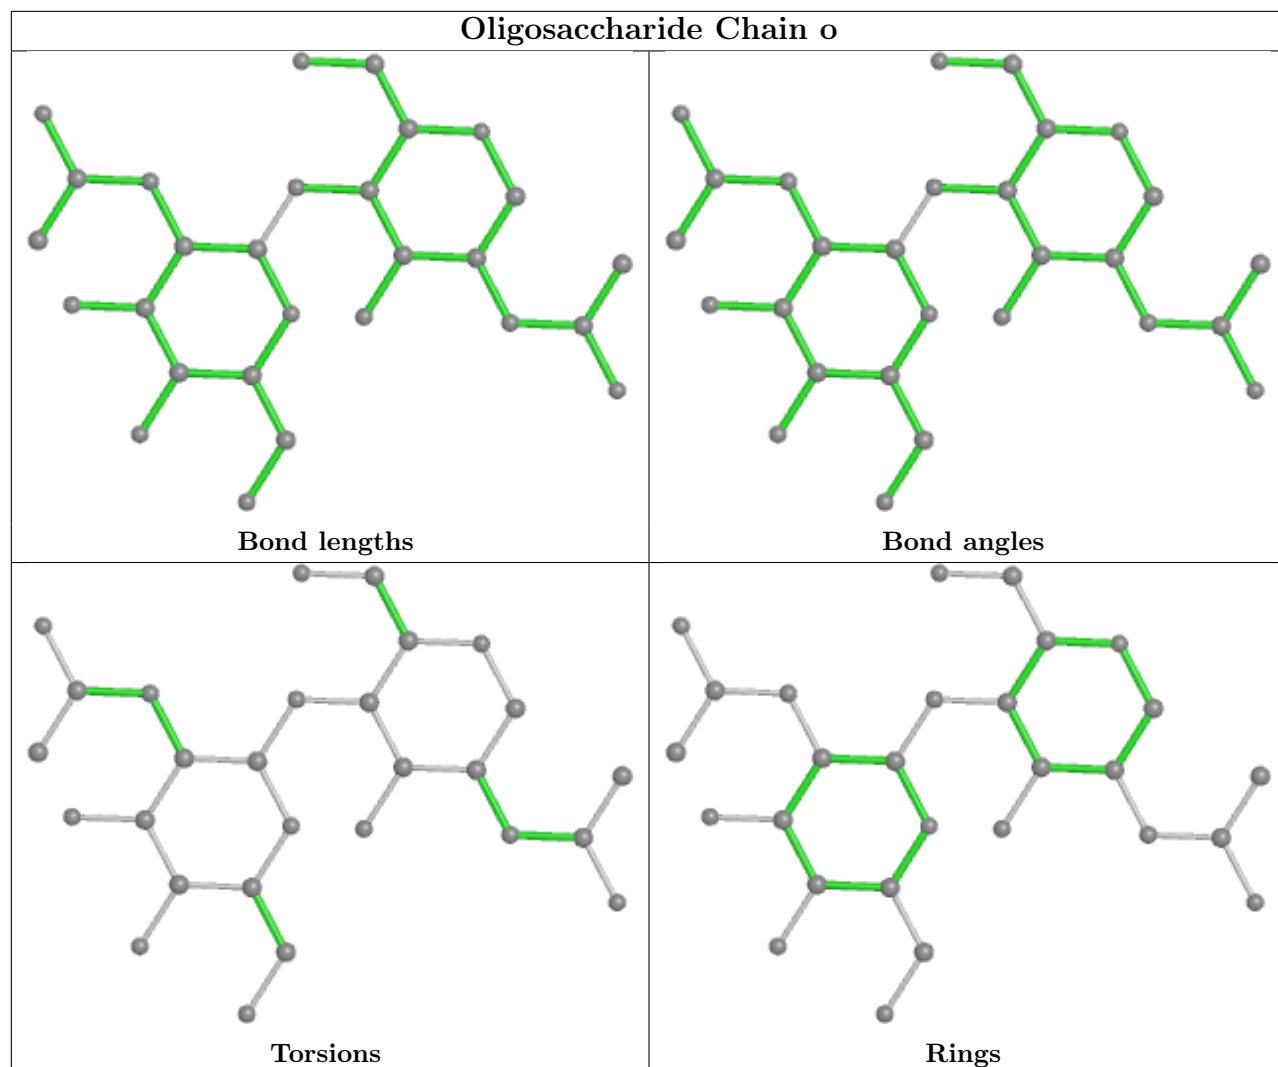 Oligosaccharide Chain o
Bond lengths
Bond angles
Torsions
Rings